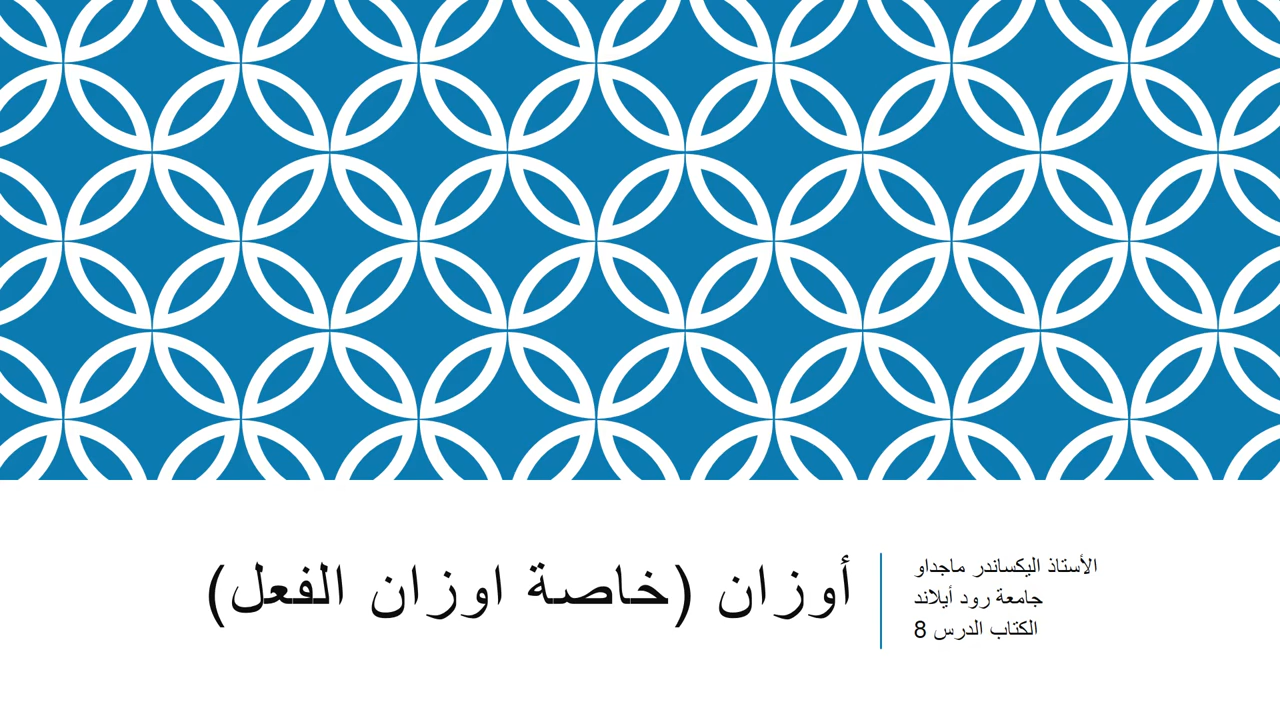 أوزان (خاصة اوزان الفعل)
الأستاذ اليكساندر ماجداو
جامعة رود أيلاند
الكتاب الدرس 8